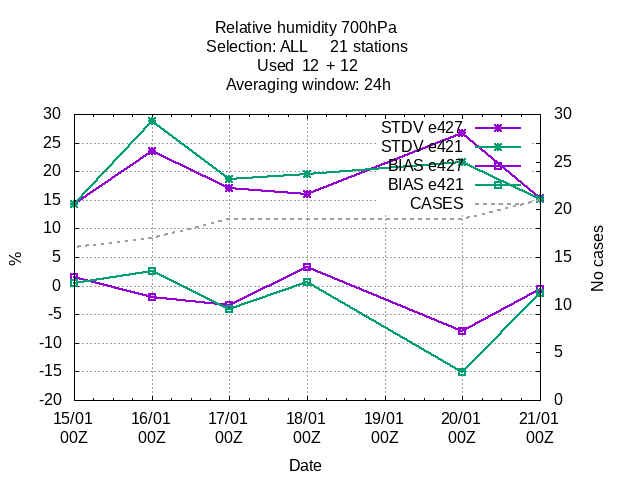 Relative humidity 700hPa
Selection: ALL     21 stations
Used  12  + 12
Averaging window: 24h
30
25
20
15
10
5
0
-5
-10
-15
-20
%
STDV e427
STDV e421
BIAS e427
BIAS e421
CASES
30
25
20
15
10
5
0
No cases
15/01 16/01 17/01 18/01 19/01 20/01 21/01
00Z 00Z 00Z 00Z 00Z 00Z 00Z
Date